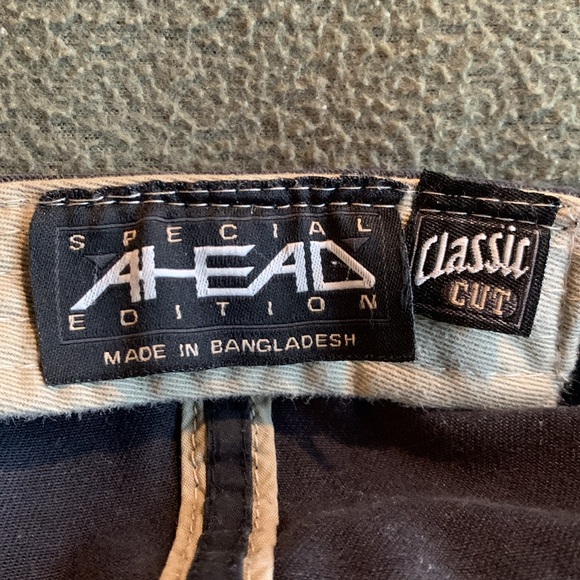 SPECIAL
AHEAD
EDITION
MADE IN BANGLADESH
Classic
CUT